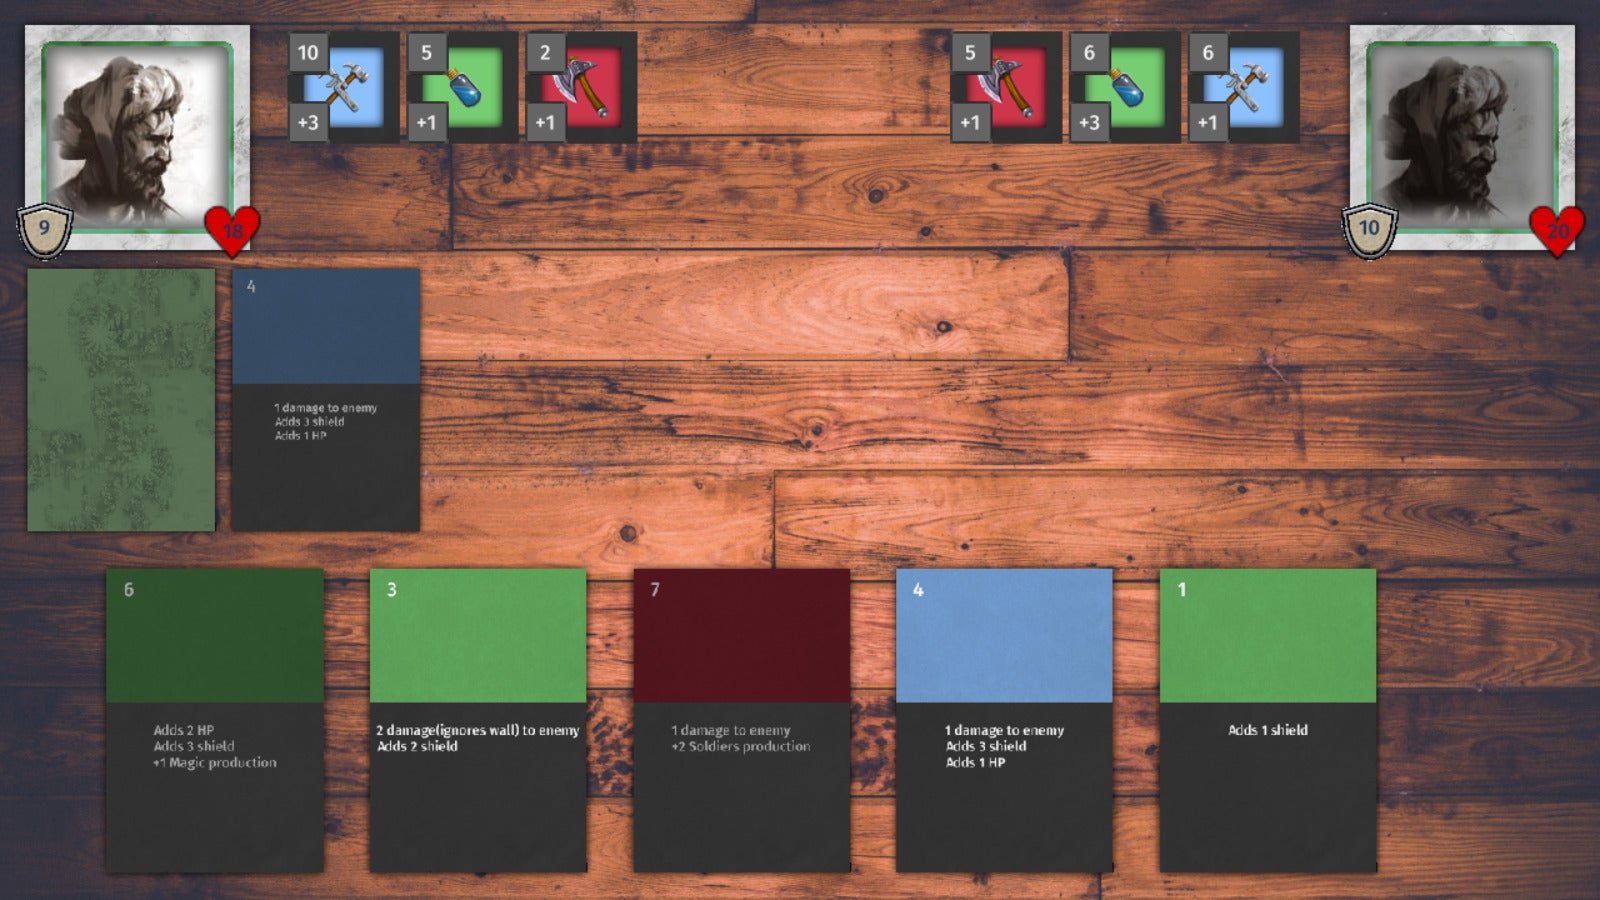 10
+3
5
+1
2
+1
5
+1
6
+3
6
+1
9
18
10
20
4
1 damage to enemy
Adds 3 shield
Adds 1 HP
6
Adds 2 HP
Adds 3 shield
+1 Magic production
3
2 damage(ignores wall) to enemy
Adds 2 shield
7
1 damage to enemy
+2 Soldiers production
4
1 damage to enemy
Adds 3 shield
Adds 1 HP
1
Adds 1 shield